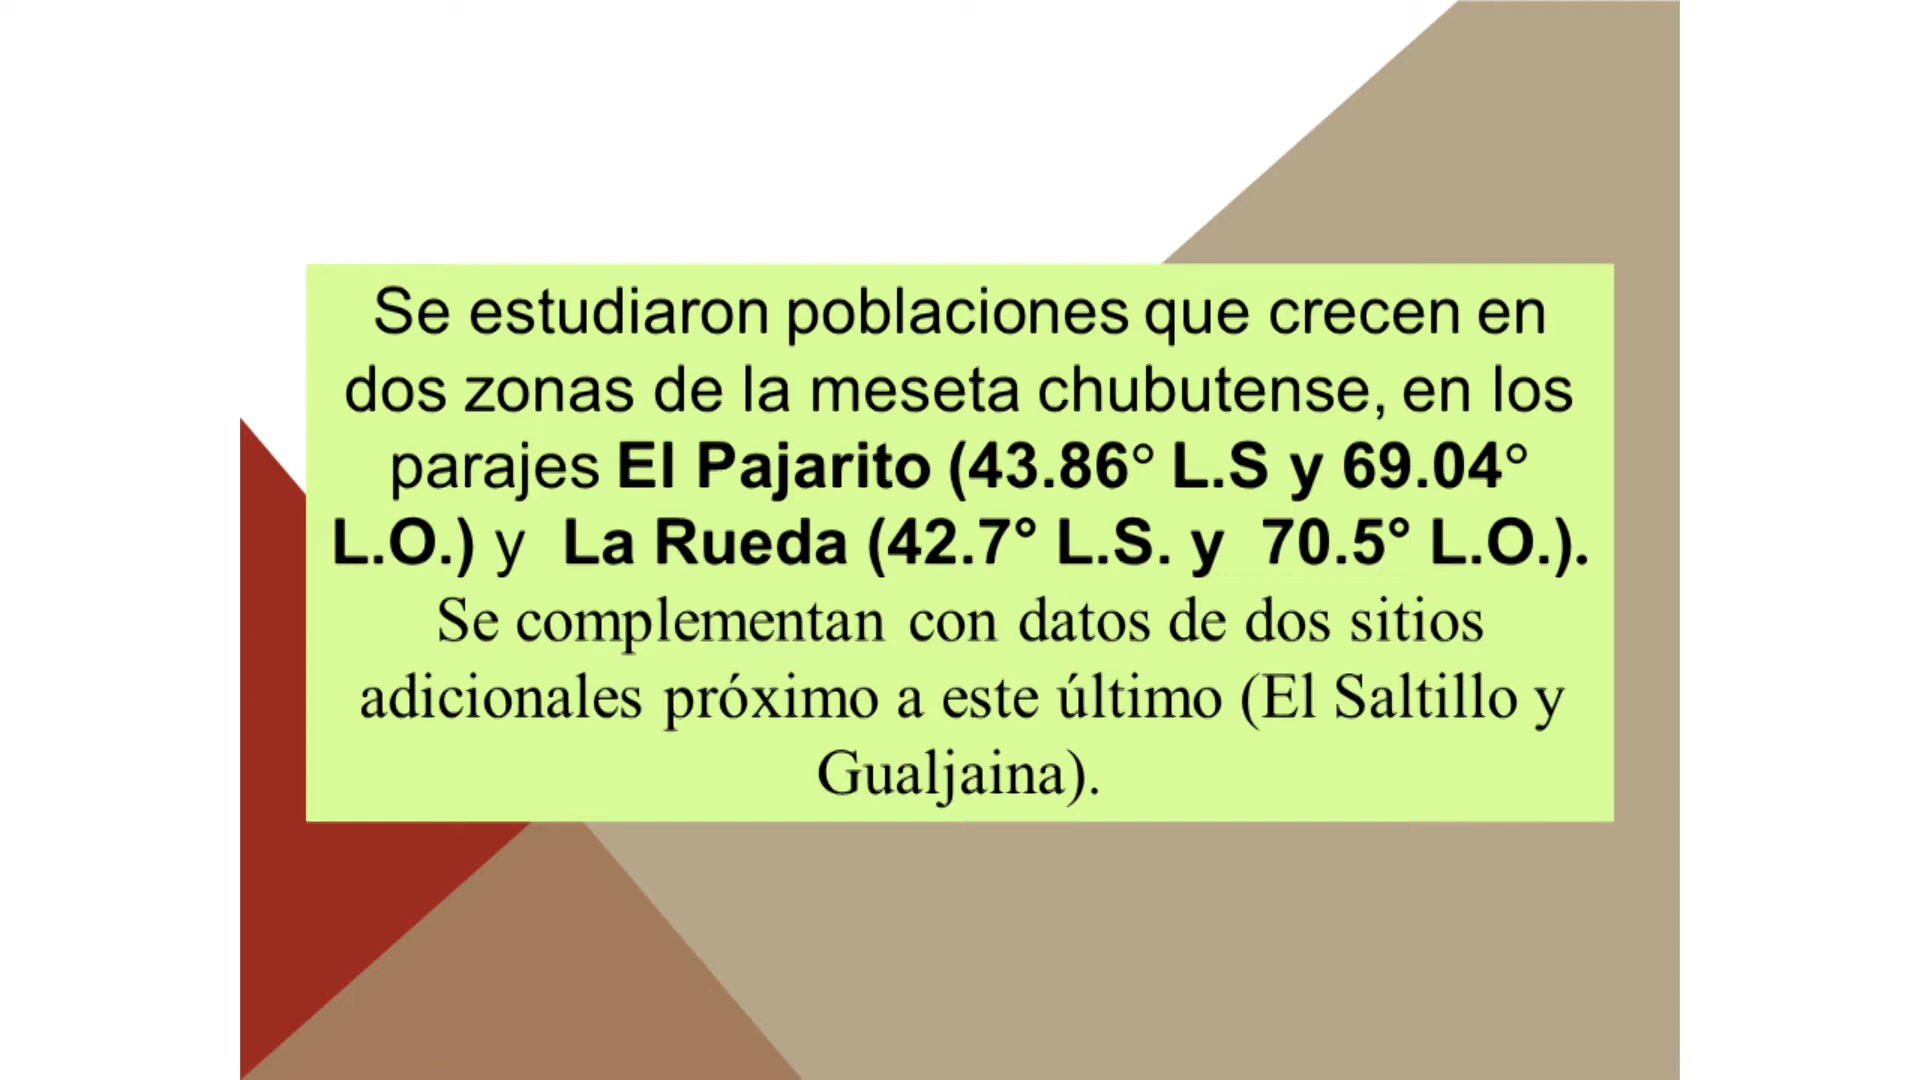 Se estudiaron poblaciones que crecen en
dos zonas de la meseta chubutense, en los
parajes El Pajarito (43.86° L.S y 69.04°
L.O.) y La Rueda (42.7° L.S. y 70.5° L.O.).
Se complementan con datos de dos sitios
adicionales próximo a este último (El Saltillo y
Gualjaina).